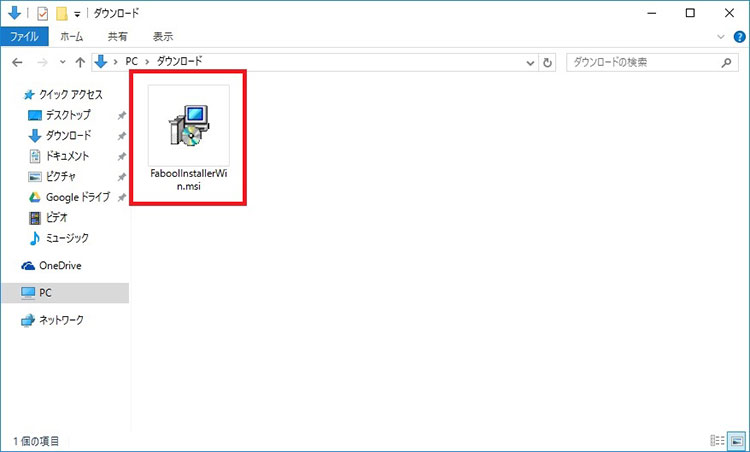 ダウンロード
ファイル ホーム 共有 表示
PC ダウンロード ダウンロードの検索
クイック アクセス
デスクトップ
ダウンロード
ドキュメント
ピクチャ
Google ドライブ
ビデオ
ミュージック
OneDrive
PC
ネットワーク
FaboolInstallerWi
n.msi
1 個の項目